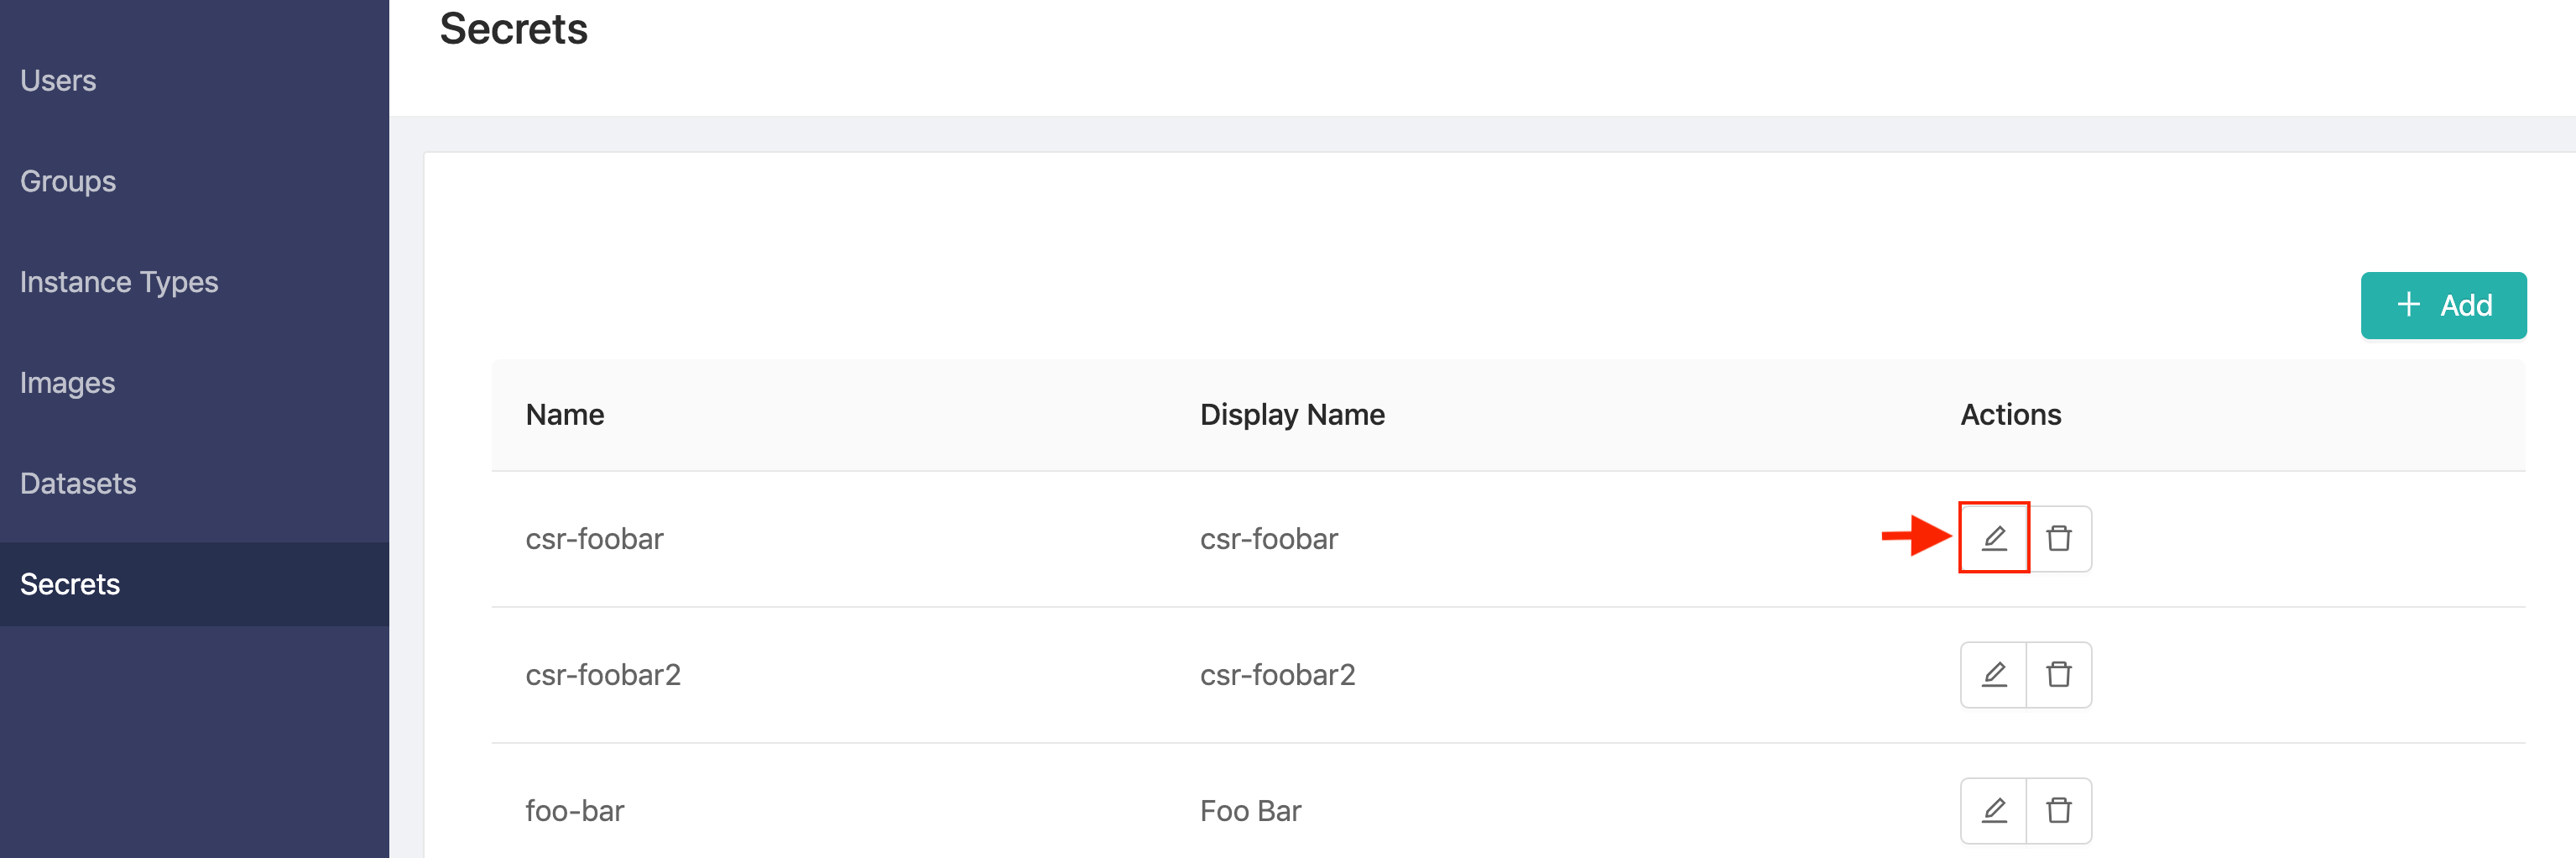 Secrets
Users
Groups
Instance Types
Images
Datasets
Secrets
+ Add
Name Display Name Actions
csr-foobar csr-foobar
csr-foobar2 csr-foobar2
foo-bar Foo Bar